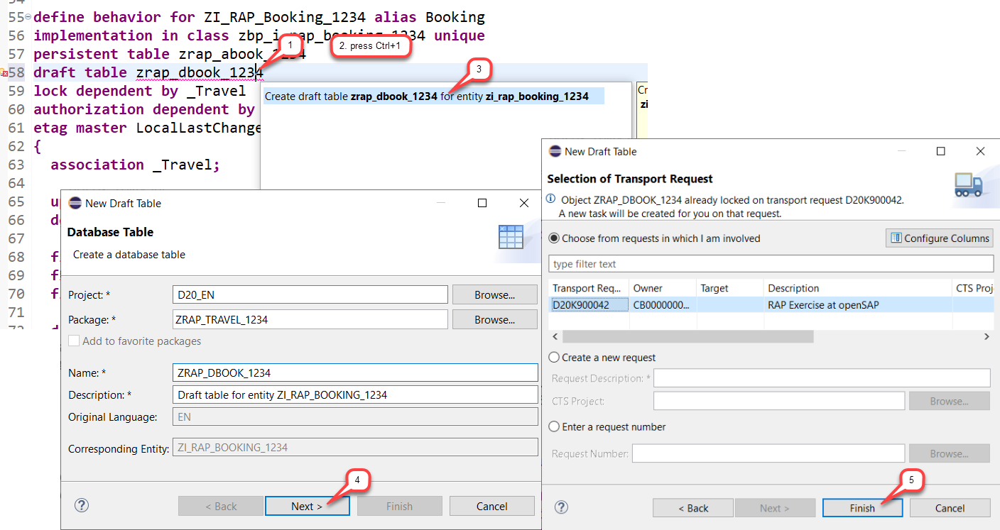 55 define behavior for ZI_RAP_Booking_1234 alias Booking
56 implementation in class zbp_i_rap_booking_1234 unique
57 persistent table zrap_abook_1234
58 draft table zrap_dbook_1234
59 lock dependent by _Travel
60 authorization dependent by
61 etag master LocalLastChange
62 {
63 association _Travel;
64
65
66
67
68
69
70
71
1
2. press Ctrl+1
3
Create draft table zrap_dbook_1234 for entity zi_rap_booking_1234
Cr
zi
New Draft Table
Database Table
Create a database table
Project: * D20_EN Browse...
Package: * ZRAP_TRAVEL_1234 Browse...
Add to favorite packages
Name: * ZRAP_DBOOK_1234
Description: * Draft table for entity ZI_RAP_BOOKING_1234
Original Language: EN
Corresponding Entity: ZI_RAP_BOOKING_1234
4
? < Back Next > Finish Cancel
New Draft Table
Selection of Transport Request
Object ZRAP_DBOOK_1234 already locked on transport request D20K900042.
A new task will be created for you on that request.
Choose from requests in which I am involved Configure Columns
type filter text
Transport Req... Owner Target Description CTS Proj
D20K900042 CB0000000... RAP Exercise at openSAP
Create a new request
Request Description: *
CTS Project: Browse...
Enter a request number
Request Number: Browse...
5
? < Back Next > Finish Cancel